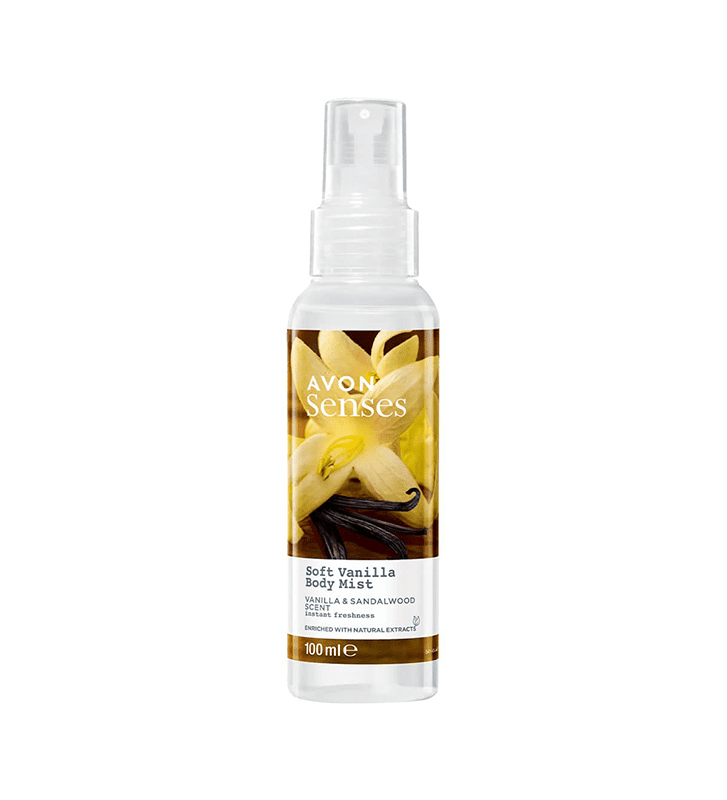 AVON
Senses
Soft Vanilla
Body Mist
VANILLA & SANDALWOOD
SCENT
instant freshness
ENRICHED WITH NATURAL EXTRACTS
100 ml e